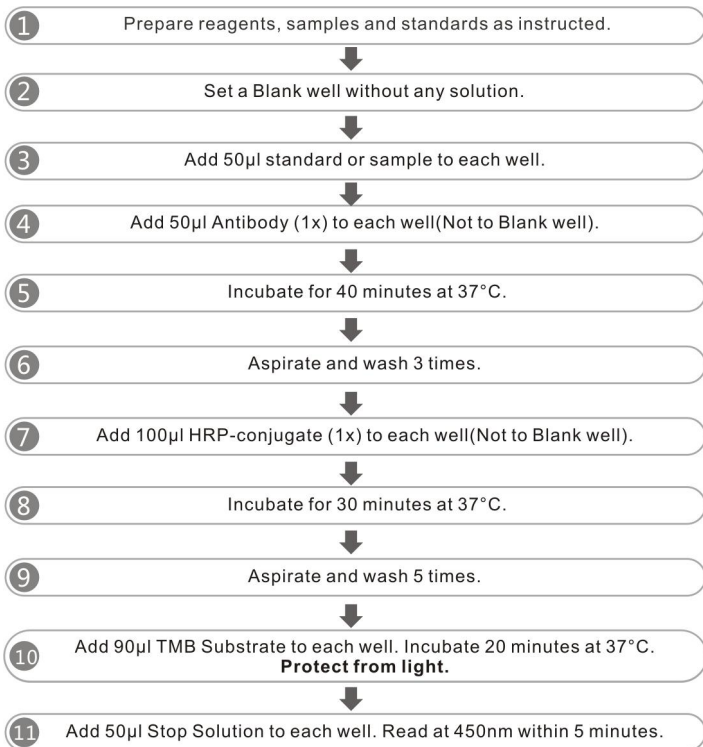 1 Prepare reagents, samples and standards as instructed.
2 Set a Blank well without any solution.
3 Add 50μl standard or sample to each well.
4 Add 50μl Antibody (1x) to each well(Not to Blank well).
5 Incubate for 40 minutes at 37°C.
6 Aspirate and wash 3 times.
7 Add 100μl HRP-conjugate (1x) to each well(Not to Blank well).
8 Incubate for 30 minutes at 37°C.
9 Aspirate and wash 5 times.
10 Add 90μl TMB Substrate to each well. Incubate 20 minutes at 37°C.
Protect from light.
11 Add 50μl Stop Solution to each well. Read at 450nm within 5 minutes.